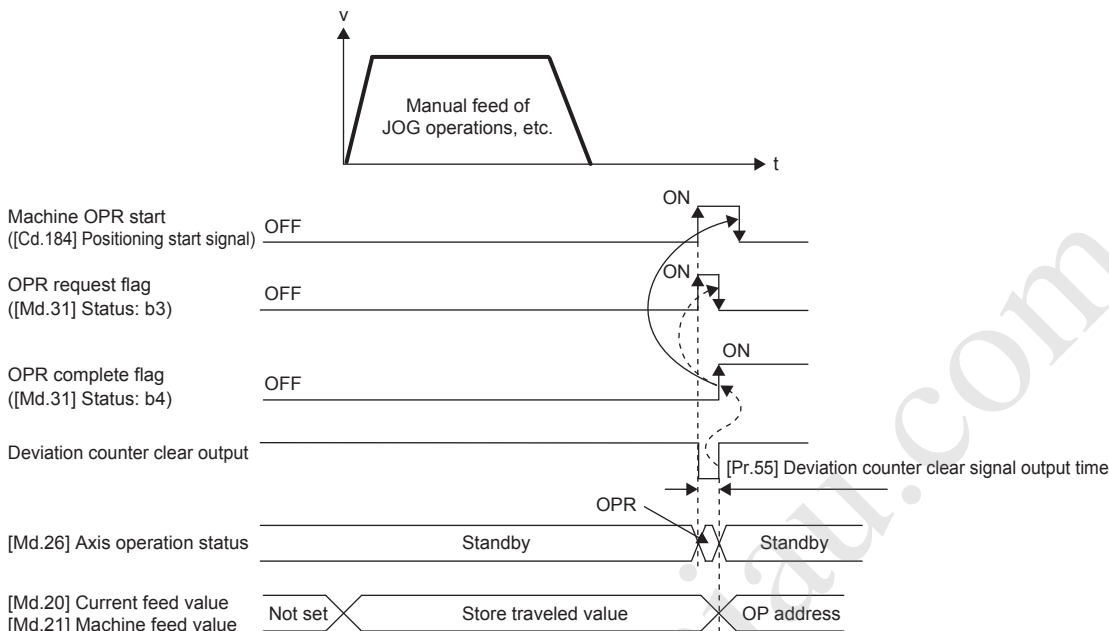 v
Manual feed of
JOG operations, etc.
t
Machine OPR start
([Cd.184] Positioning start signal)
OFF
ON
OPR request flag
([Md.31] Status: b3)
OFF
ON
OPR complete flag
([Md.31] Status: b4)
OFF
ON
Deviation counter clear output
[Pr.55] Deviation counter clear signal output time
OPR
[Md.26] Axis operation status
Standby
Standby
[Md.20] Current feed value
[Md.21] Machine feed value
Not set
Store traveled value
OP address